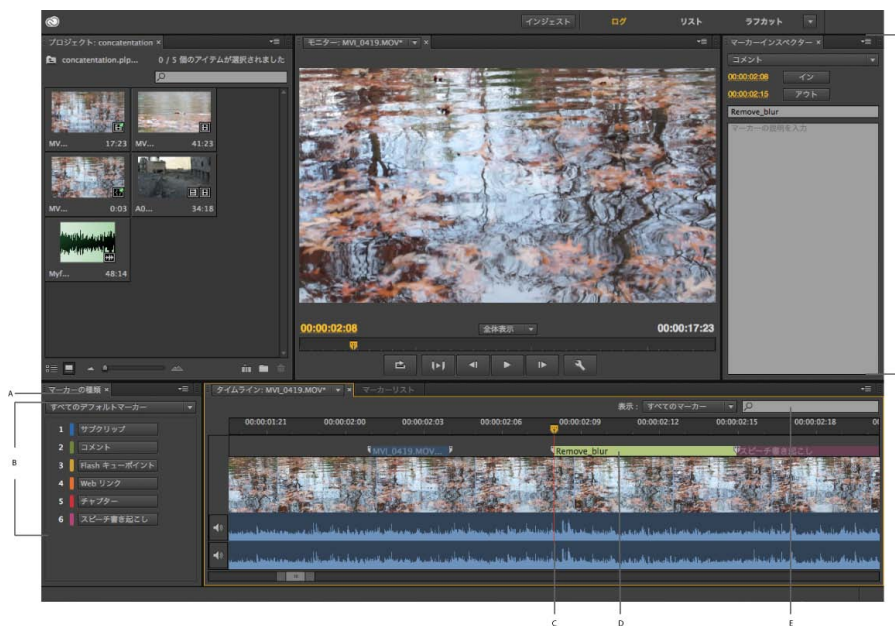 インジェスト ログ リスト ラフカット
プロジェクト: concatentation ×
concatentation.plp... 0 / 5 個のアイテムが選択されました
MV... 17:23 MV... 41:23
MV... 0:03 A0... 34:18
Myf... 48:14
モニター: MVI_0419.MOV* ×
00:00:02:08 全体表示 00:00:17:23
マーカーインスペクター ×
コメント
00:00:02:08 イン
00:00:02:15 アウト
Remove_blur
マーカーの説明を入力
A
マーカーの種類 ×
すべてのデフォルトマーカー
B
1 サブクリップ
2 コメント
3 Flash キューポイント
4 Web リンク
5 チャプター
6 スピーチ書き起こし
タイムライン: MVI_0419.MOV* × マーカーリスト
表示: すべてのマーカー
00:00:01:21 00:00:02:00 00:00:02:03 00:00:02:06 00:00:02:09 00:00:02:12 00:00:02:15 00:00:02:18
MVI_0419.MOV... Remove_blur スピーチ書き起こし
C D E